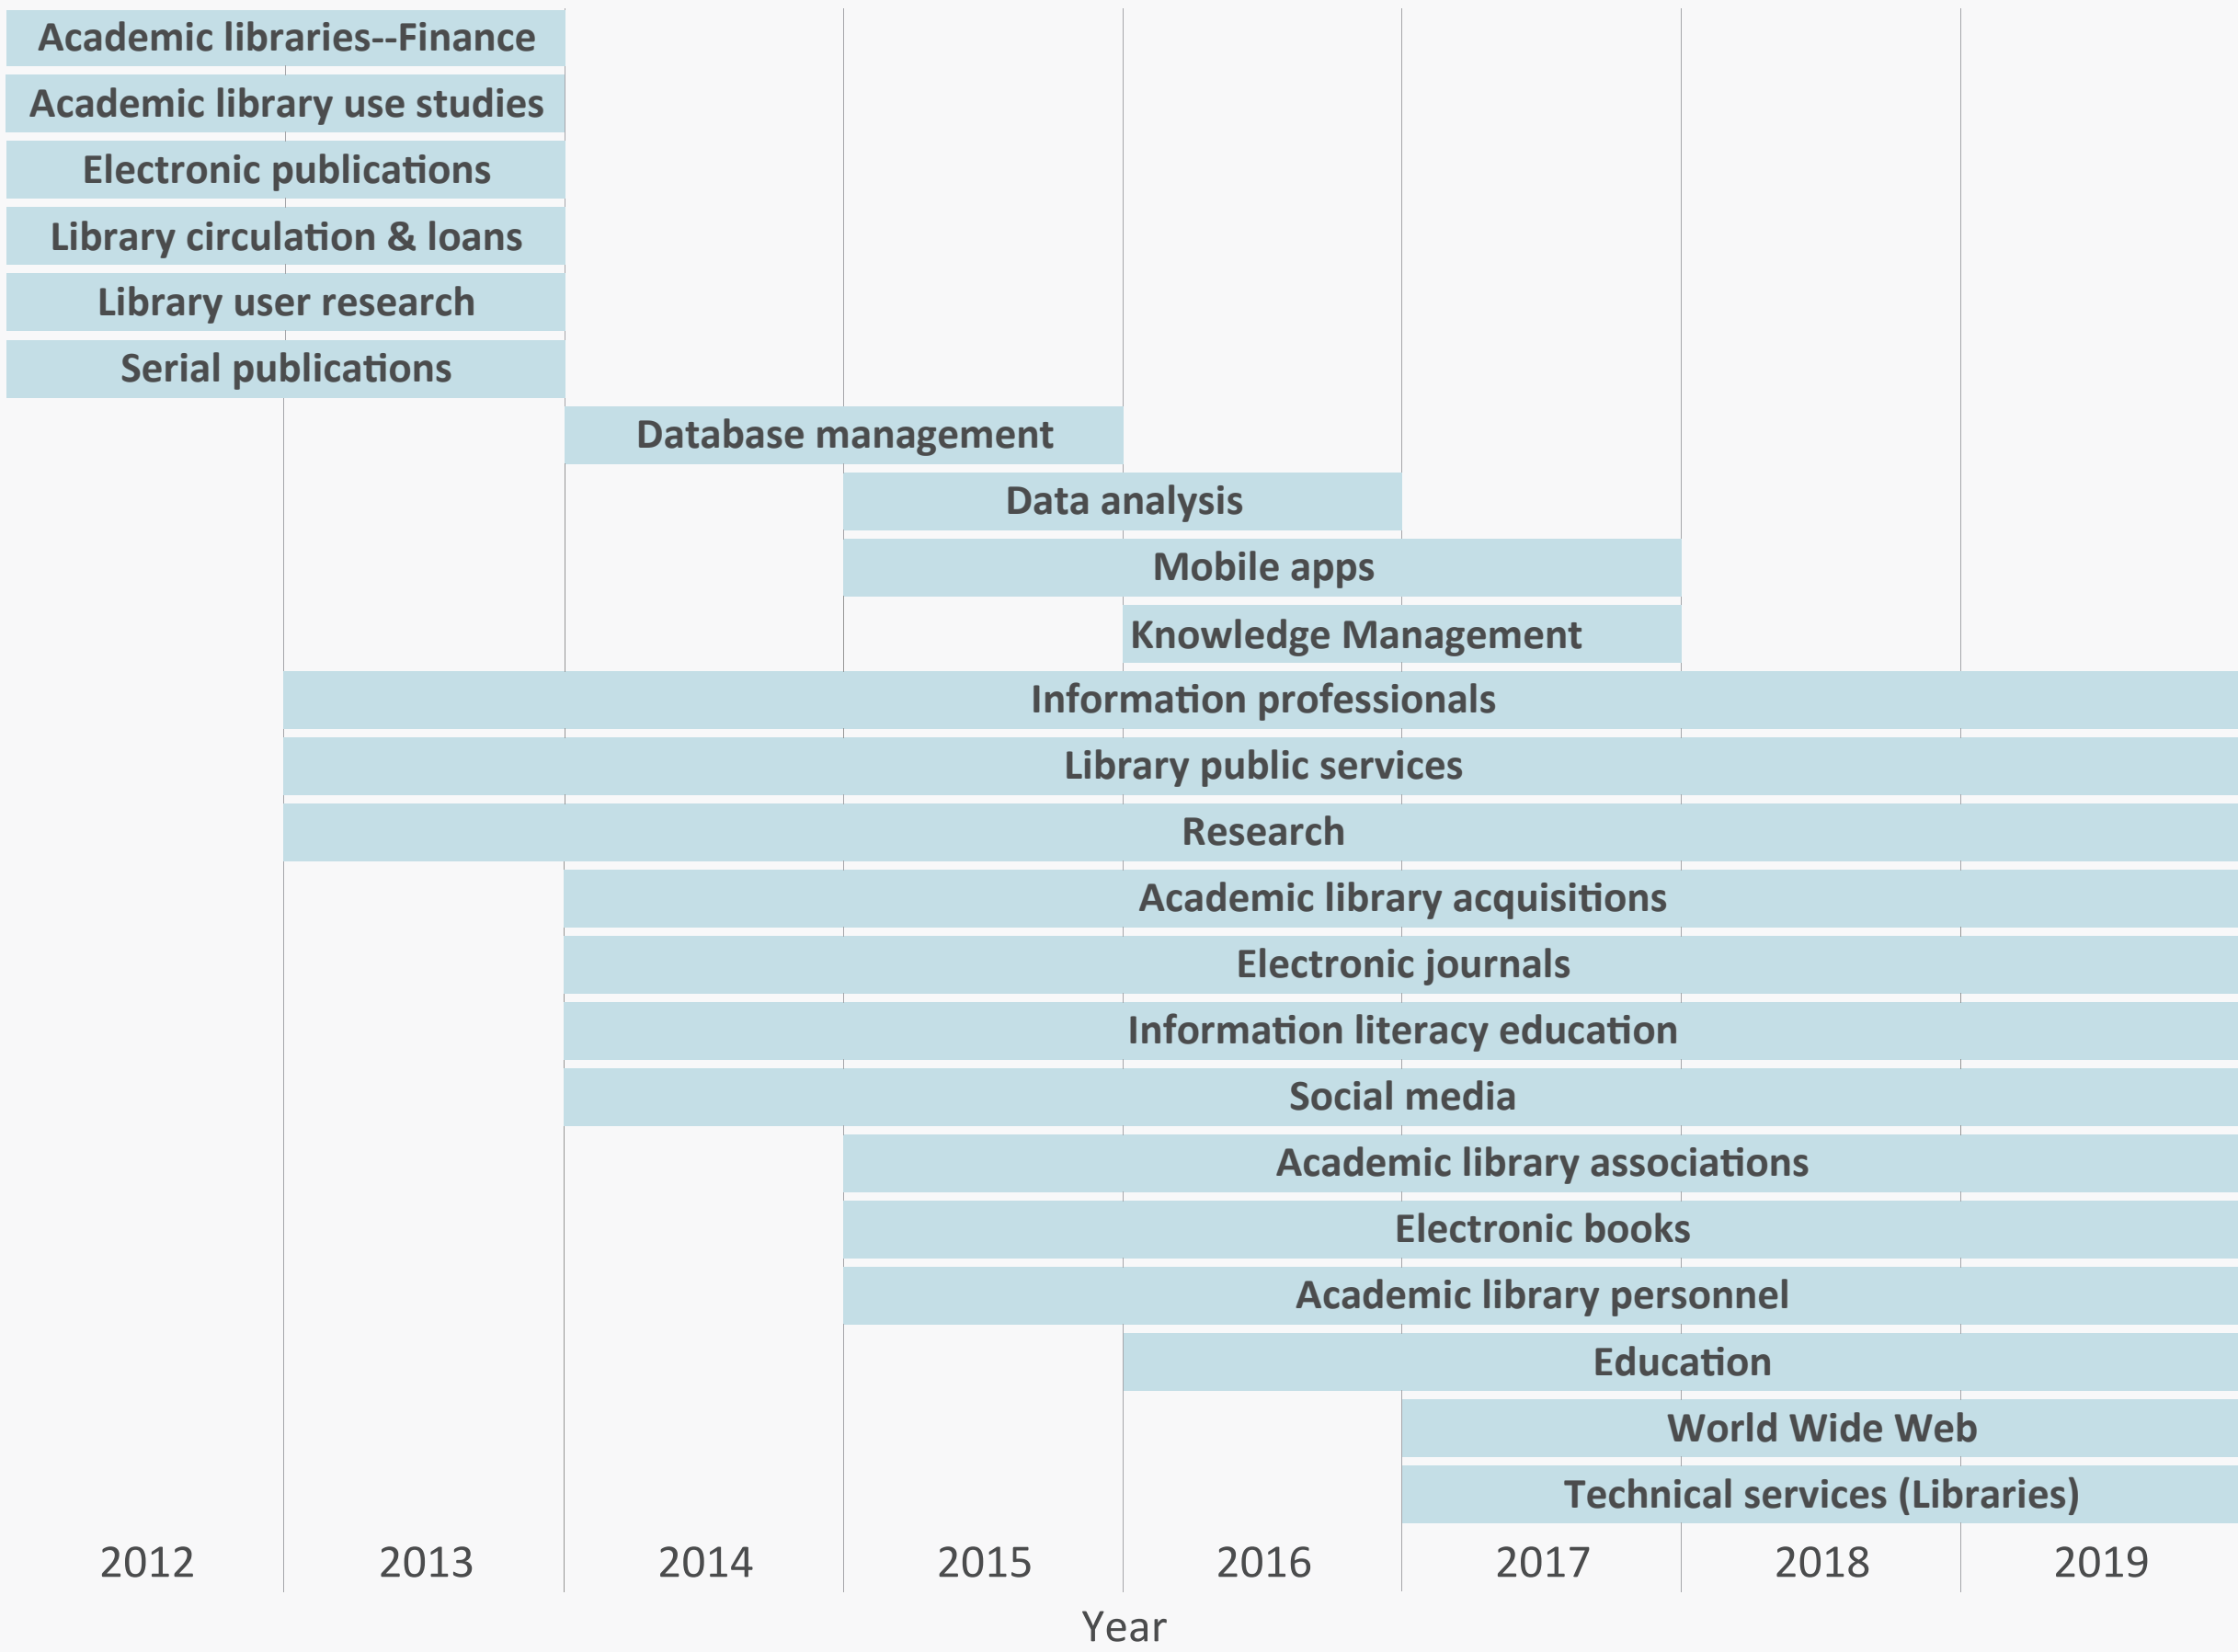 Academic libraries--Finance
Academic library use studies
Electronic publications
Library circulation & loans
Library user research
Serial publications
Database management
Data analysis
Mobile apps
Knowledge Management
Information professionals
Library public services
Research
Academic library acquisitions
Electronic journals
Information literacy education
Social media
Academic library associations
Electronic books
Academic library personnel
Education
World Wide Web
Technical services (Libraries)
2012 2013 2014 2015 2016 2017 2018 2019
Year